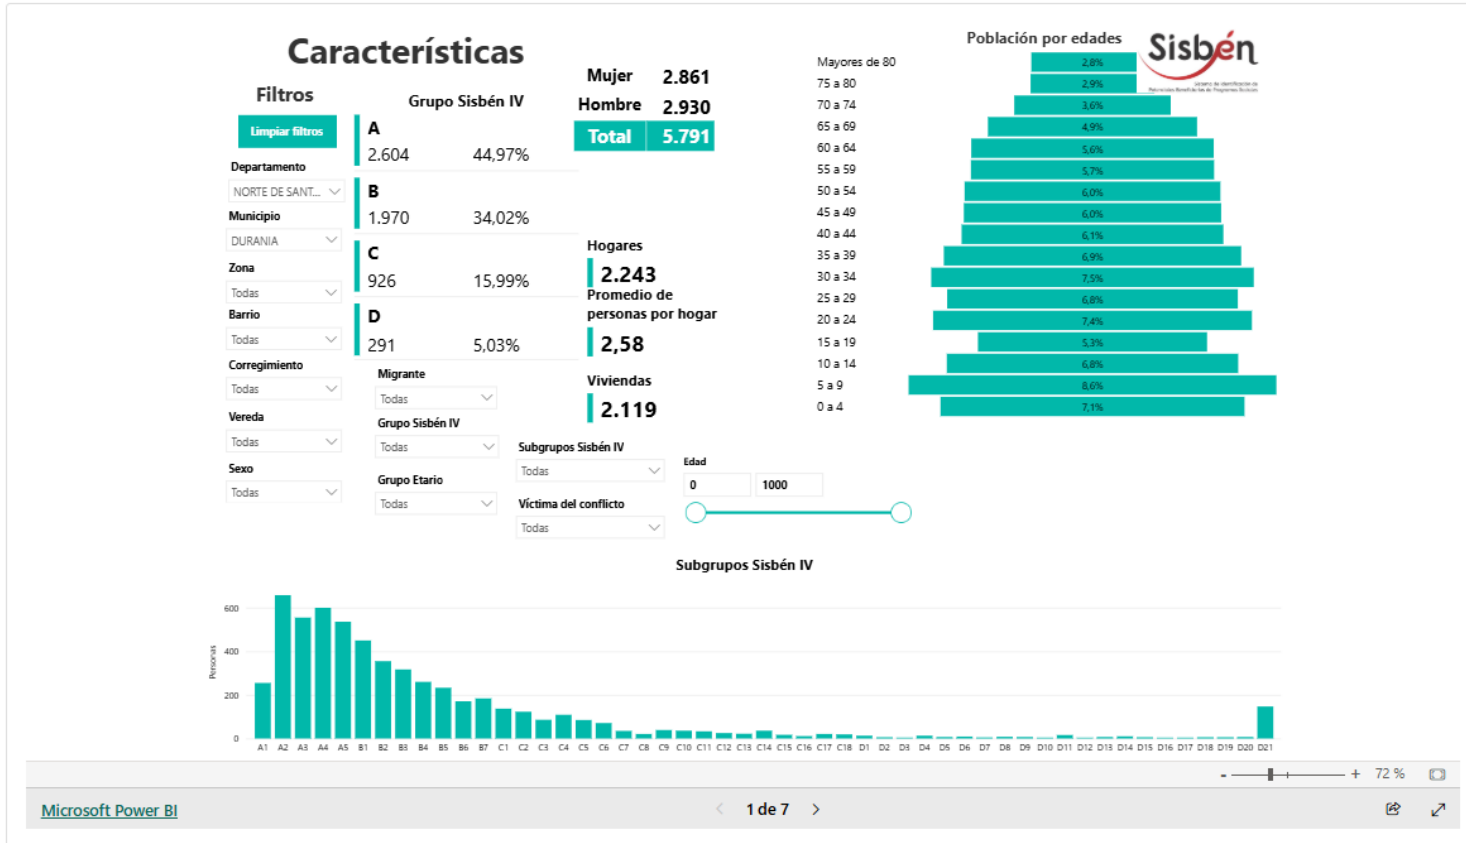 Características
Filtros
Limpiar filtros
Departamento
NORTE DE SANT...
Municipio
DURANIA
Zona
Todas
Barrio
Todas
Corregimiento
Todas
Vereda
Todas
Sexo
Todas
Grupo Sisbén IV
A
2.604 44,97%
B
1.970 34,02%
C
926 15,99%
D
291 5,03%
Migrante
Todas
Grupo Sisbén IV
Todas
Grupo Etario
Todas
Mujer 2.861
Hombre 2.930
Total 5.791
Hogares
2.243
Promedio de
personas por hogar
2,58
Viviendas
2.119
Subgrupos Sisbén IV
Todas
Víctima del conflicto
Todas
Edad
0 1000
Población por edades
Sisbén
Sistema de Identificación de
Potenciales Beneficiarios de Programas Sociales
Mayores de 80 2,8%
75 a 80 2,9%
70 a 74 3,6%
65 a 69 4,9%
60 a 64 5,6%
55 a 59 5,7%
50 a 54 6,0%
45 a 49 6,0%
40 a 44 6,1%
35 a 39 6,9%
30 a 34 7,5%
25 a 29 6,8%
20 a 24 7,4%
15 a 19 5,3%
10 a 14 6,8%
5 a 9 8,6%
0 a 4 7,1%
Subgrupos Sisbén IV
Personas
600
400
200
0
A1 A2 A3 A4 A5 B1 B2 B3 B4 B5 B6 B7 C1 C2 C3 C4 C5 C6 C7 C8 C9 C10 C11 C12 C13 C14 C15 C16 C17 C18 D1 D2 D3 D4 D5 D6 D7 D8 D9 D10 D11 D12 D13 D14 D15 D16 D17 D18 D19 D20 D21
- + 72 %
Microsoft Power BI
1 de 7